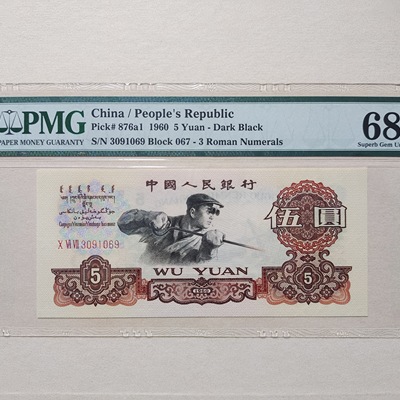 PMG
PAPER MONEY GUARANTY
China / People's Republic
Pick# 876a1 1960 5 Yuan - Dark Black
S/N 3091069 Block 067 - 3 Roman Numerals
68
Superb Gem Un
中國人民銀行
X VI VII 3091069
伍圓
5
WU YUAN
5
1960